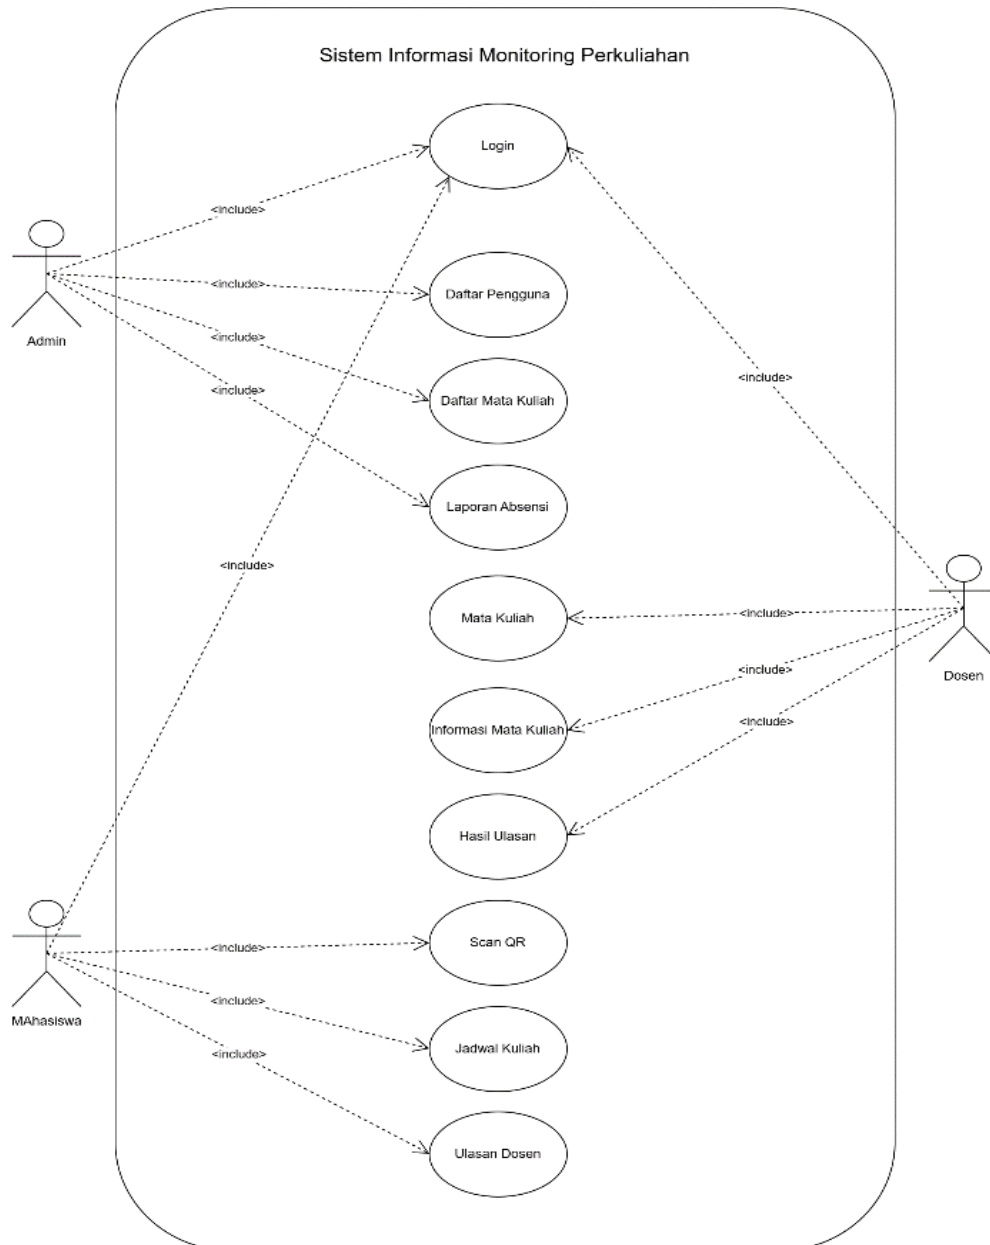 Sistem Informasi Monitoring Perkuliahan
Login
<include>
<include>
Daftar Pengguna
<include>
Admin
<include>
<include>
Daftar Mata Kuliah
Laporan Absensi
<include>
Mata Kuliah
<include>
Dosen
<include>
Informasi Mata Kuliah
<include>
Hasil Ulasan
<include>
Scan QR
MAhasiswa
<include>
Jadwal Kuliah
<include>
Ulasan Dosen